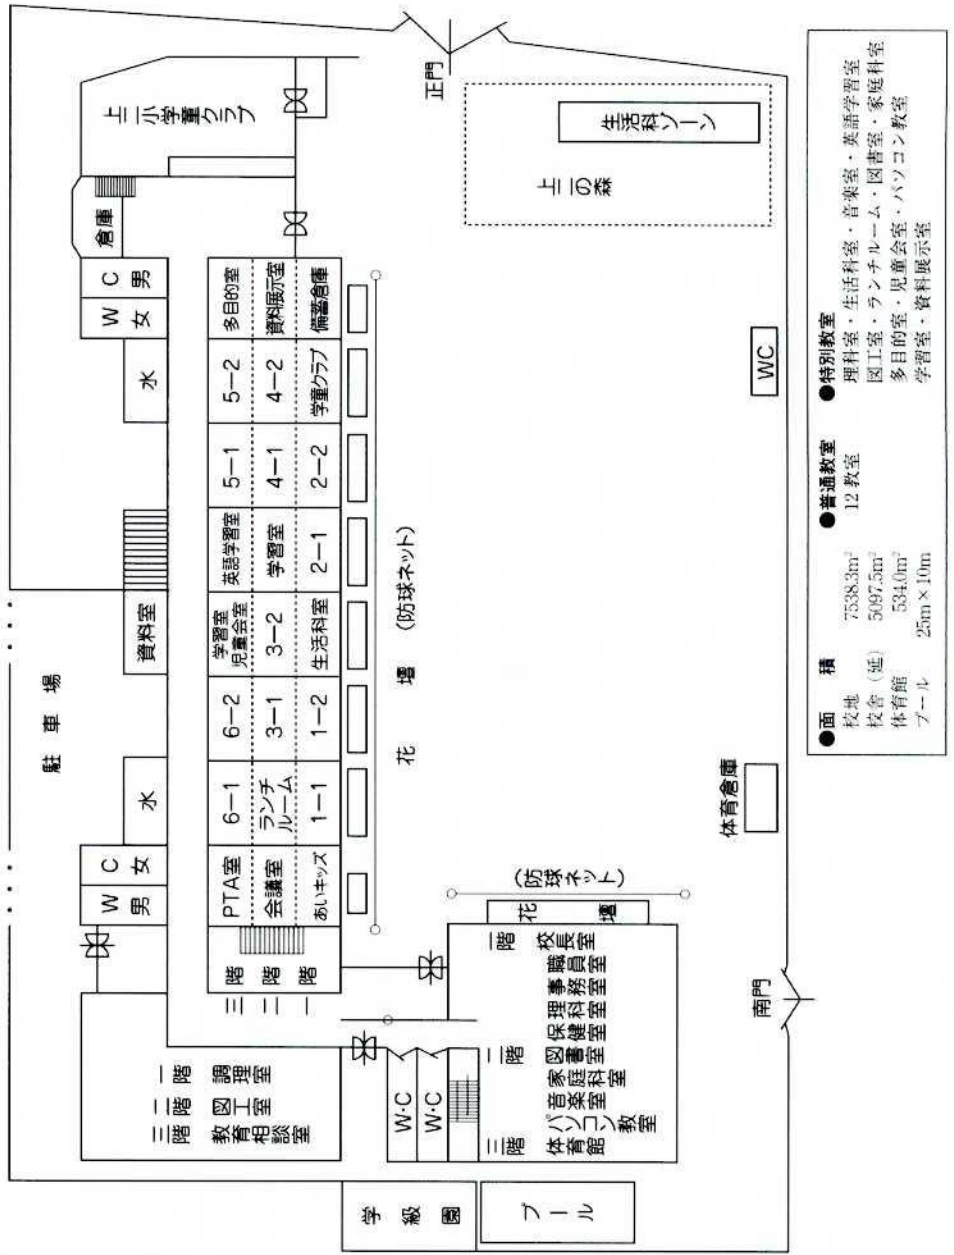 駐車場
WC
男女
水
資料室
水
WC
女男
倉庫
上二小学童クラブ
三階
PTA室
6-1
6-2
学習室
児童会室
英語学習室
5-1
5-2
多目的室
二階
会議室
ランチ
ルーム
3-1
3-2
学習室
4-1
4-2
資料展示室
一階
あいキッズ
1-1
1-2
生活科室
2-1
2-2
学童クラブ
備蓄倉庫
花壇
(防球ネット)
一階 調理室
二階 図工室
三階 教育相談室
W·C
W·C
一階 校長室
職員室
事務室
理科室
保健室
二階 図書室
家庭科室
音楽室
パソコン教室
三階 体育館
花壇
(防球ネット)
学級園
プール
正門
上二の森
生活科ゾーン
体育倉庫
WC
南門
●面積
校地 7538.3m²
校舎(延) 5097.5m²
体育館 534.0m²
プール 25m×10m
●普通教室
12教室
●特別教室
理科室・生活科室・音楽室・英語学習室
図工室・ランチルーム・図書室・家庭科室
多目的室・児童会室・パソコン教室
学習室・資料展示室